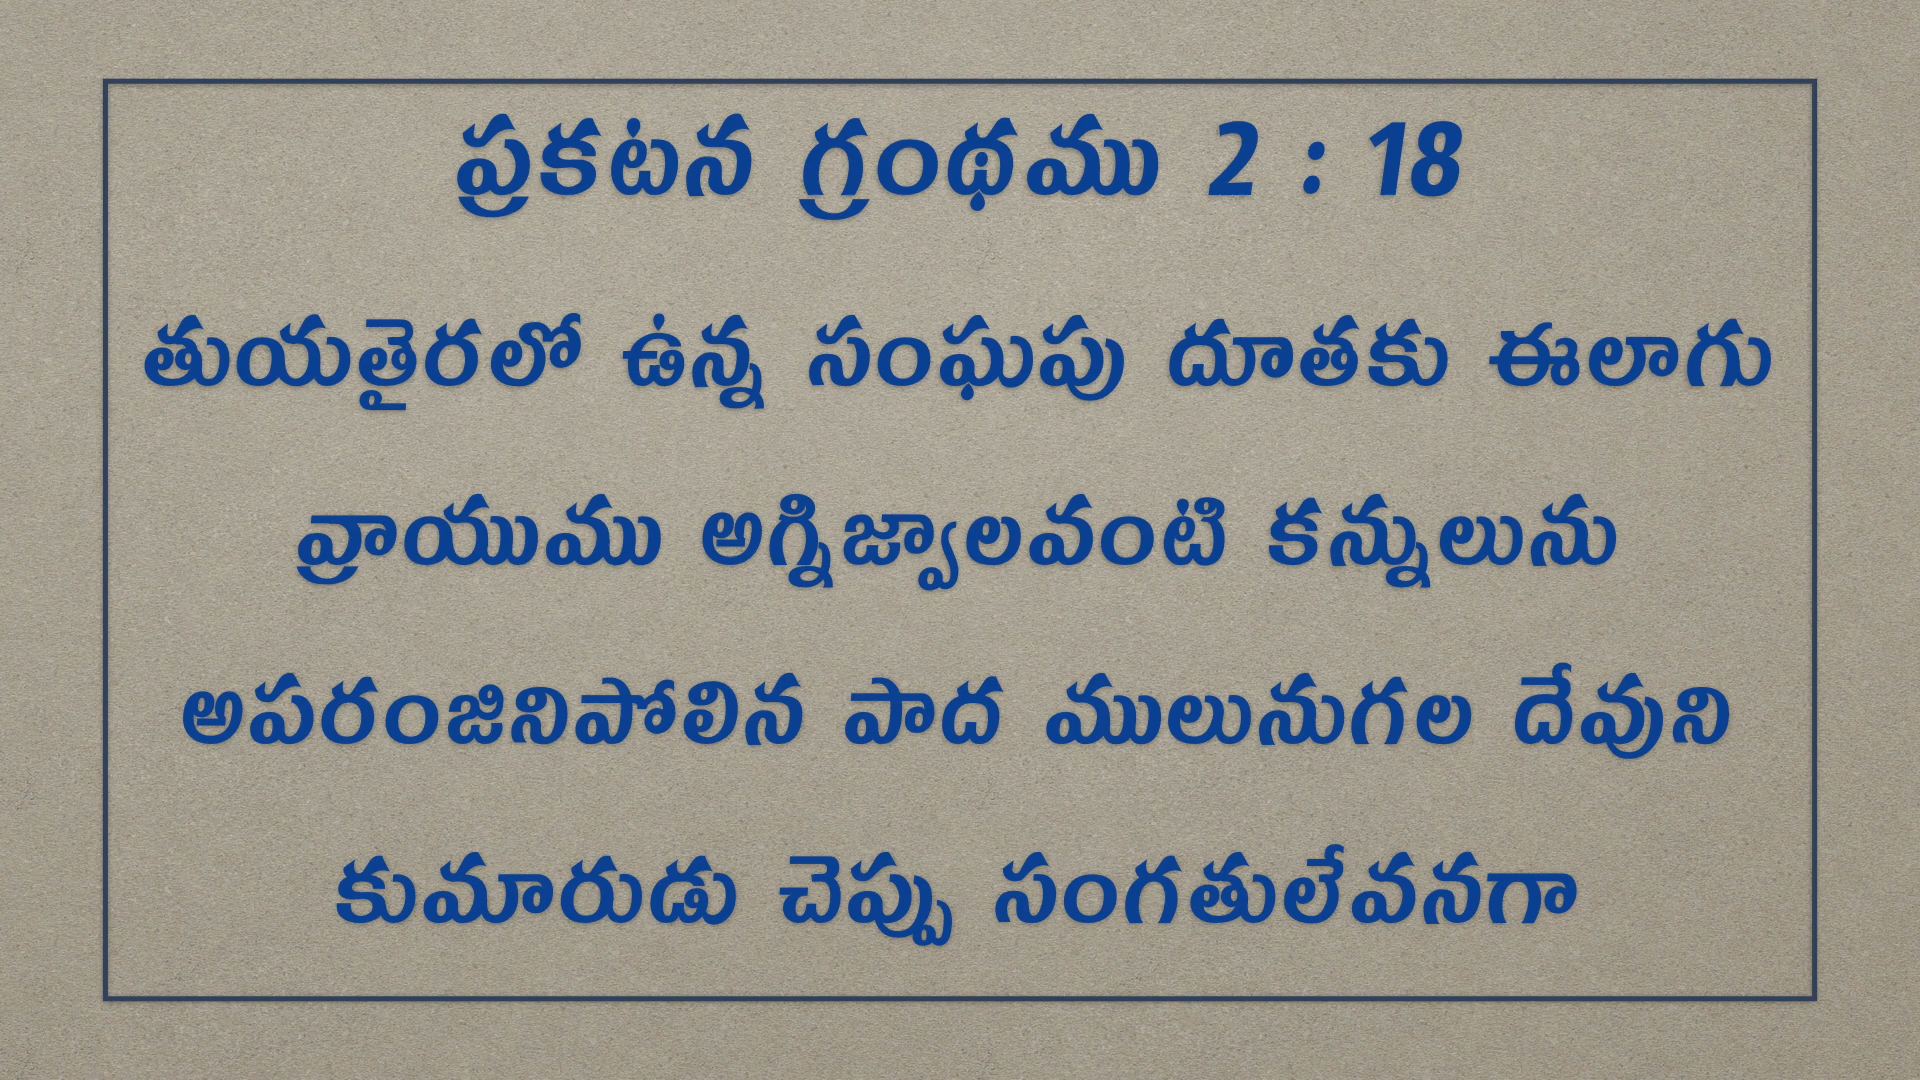 ప్రకటన గ్రంథము 2 : 18
తుయతైరలో ఉన్న సంఘపు దూతకు ఈలాగు
వ్రాయుము అగ్నిజ్వాలవంటి కన్నులును
అపరంజినిపోలిన పాద ములునుగల దేవుని
కుమారుడు చెప్పు సంగతులేవనగా